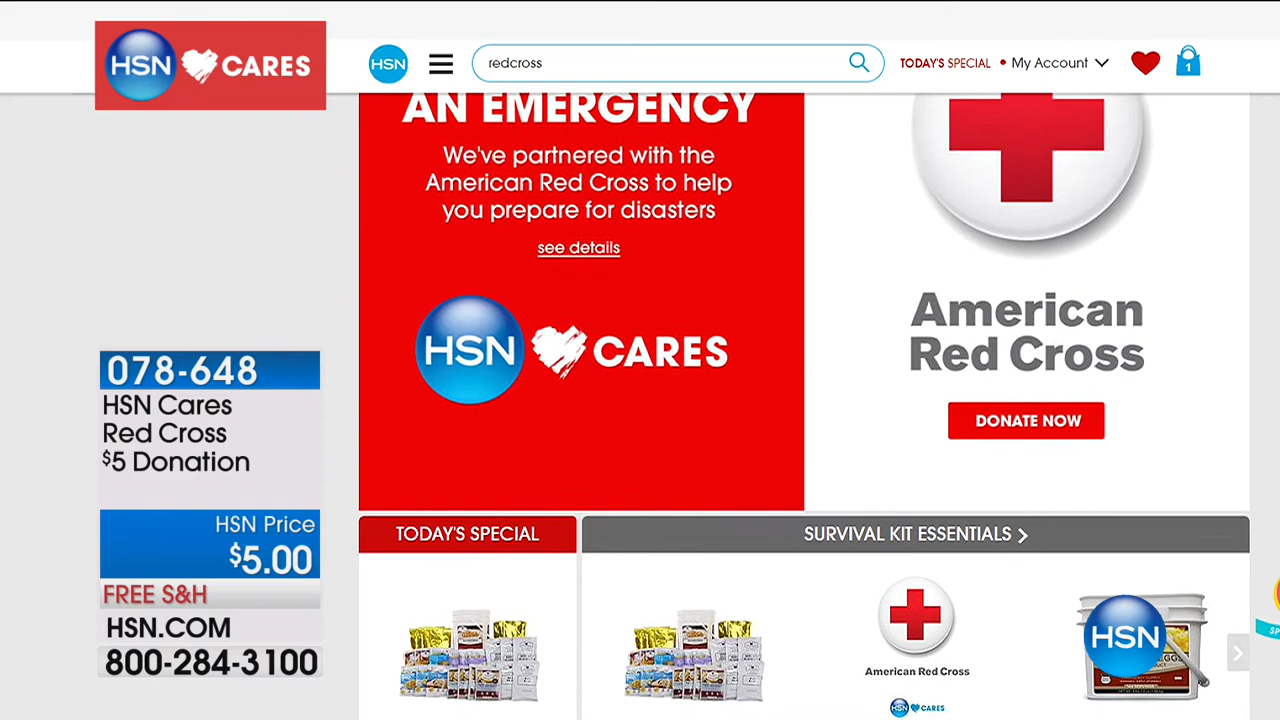 HSN CARES
HSN
redcross
TODAY'S SPECIAL • My Account
1
AN EMERGENCY
We've partnered with the
American Red Cross to help
you prepare for disasters
see details
HSN CARES
American
Red Cross
DONATE NOW
078-648
HSN Cares
Red Cross
$5 Donation
HSN Price
$5.00
FREE S&H
HSN.COM
800-284-3100
TODAY'S SPECIAL
SURVIVAL KIT ESSENTIALS
American Red Cross
HSN CARES
HSN